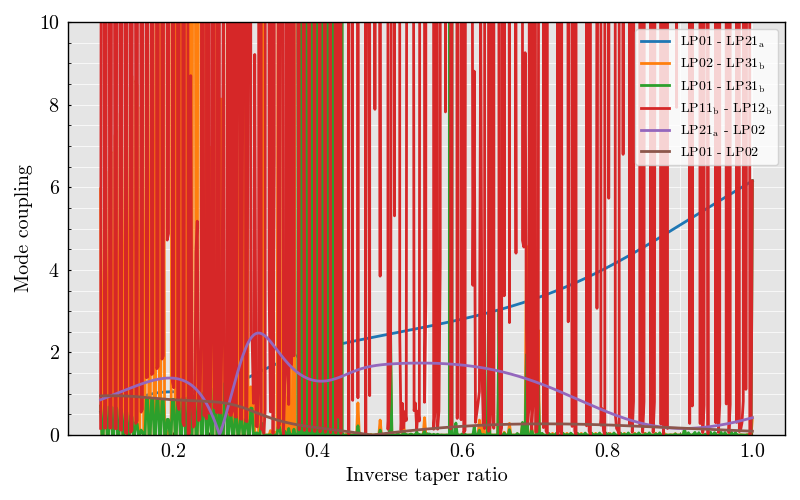 10
8
6
4
2
0
Mode coupling
0.2
0.4
0.6
0.8
1.0
Inverse taper ratio
LP01 - LP21a
LP02 - LP31b
LP01 - LP31b
LP11b - LP12b
LP21a - LP02
LP01 - LP02